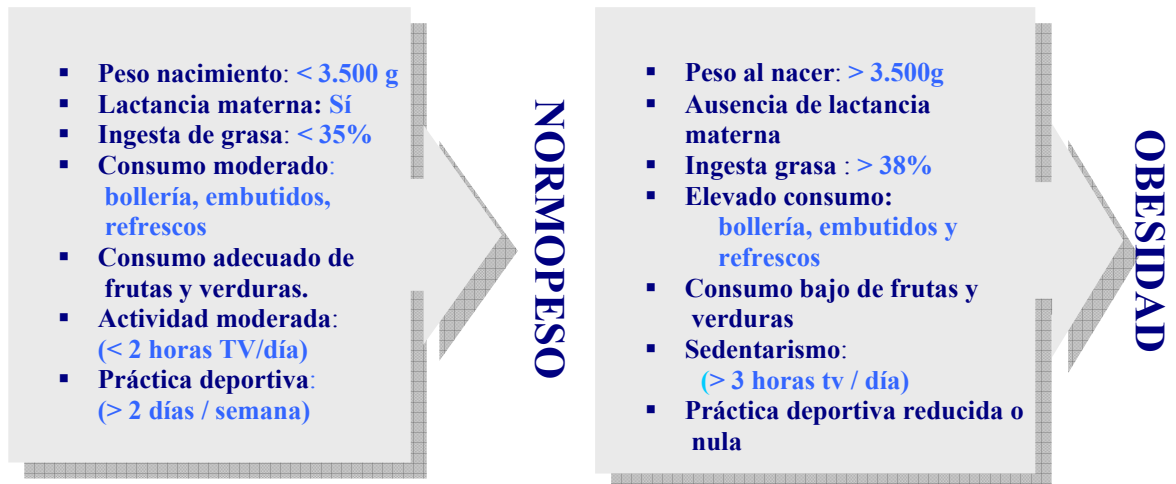 ▪ Peso nacimiento: < 3.500 g
▪ Lactancia materna: Sí
▪ Ingesta de grasa: < 35%
▪ Consumo moderado:
bollería, embutidos,
refrescos
▪ Consumo adecuado de
frutas y verduras.
▪ Actividad moderada:
(< 2 horas TV/día)
▪ Práctica deportiva:
(> 2 días / semana)
NORMOPESO
▪ Peso al nacer: > 3.500g
▪ Ausencia de lactancia
materna
▪ Ingesta grasa : > 38%
▪ Elevado consumo:
bollería, embutidos y
refrescos
▪ Consumo bajo de frutas y
verduras
▪ Sedentarismo:
(> 3 horas tv / día)
▪ Práctica deportiva reducida o
nula
OBESIDAD